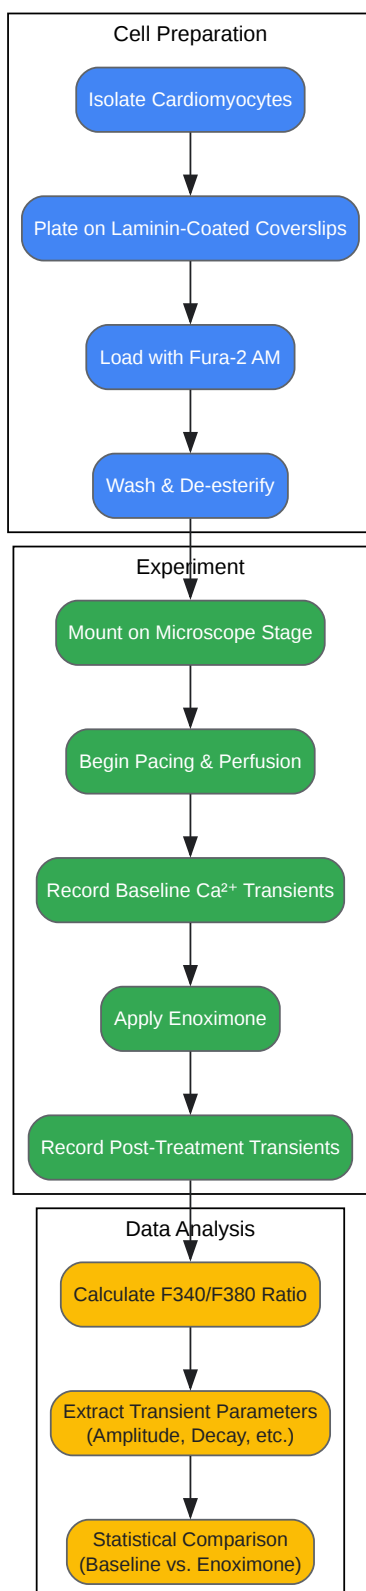 Cell Preparation
Isolate Cardiomyocytes
Plate on Laminin-Coated Coverslips
Load with Fura-2 AM
Wash & De-esterify
Experiment
Mount on Microscope Stage
Begin Pacing & Perfusion
Record Baseline Ca²⁺ Transients
Apply Enoximone
Record Post-Treatment Transients
Data Analysis
Calculate F340/F380 Ratio
Extract Transient Parameters
(Amplitude, Decay, etc.)
Statistical Comparison
(Baseline vs. Enoximone)